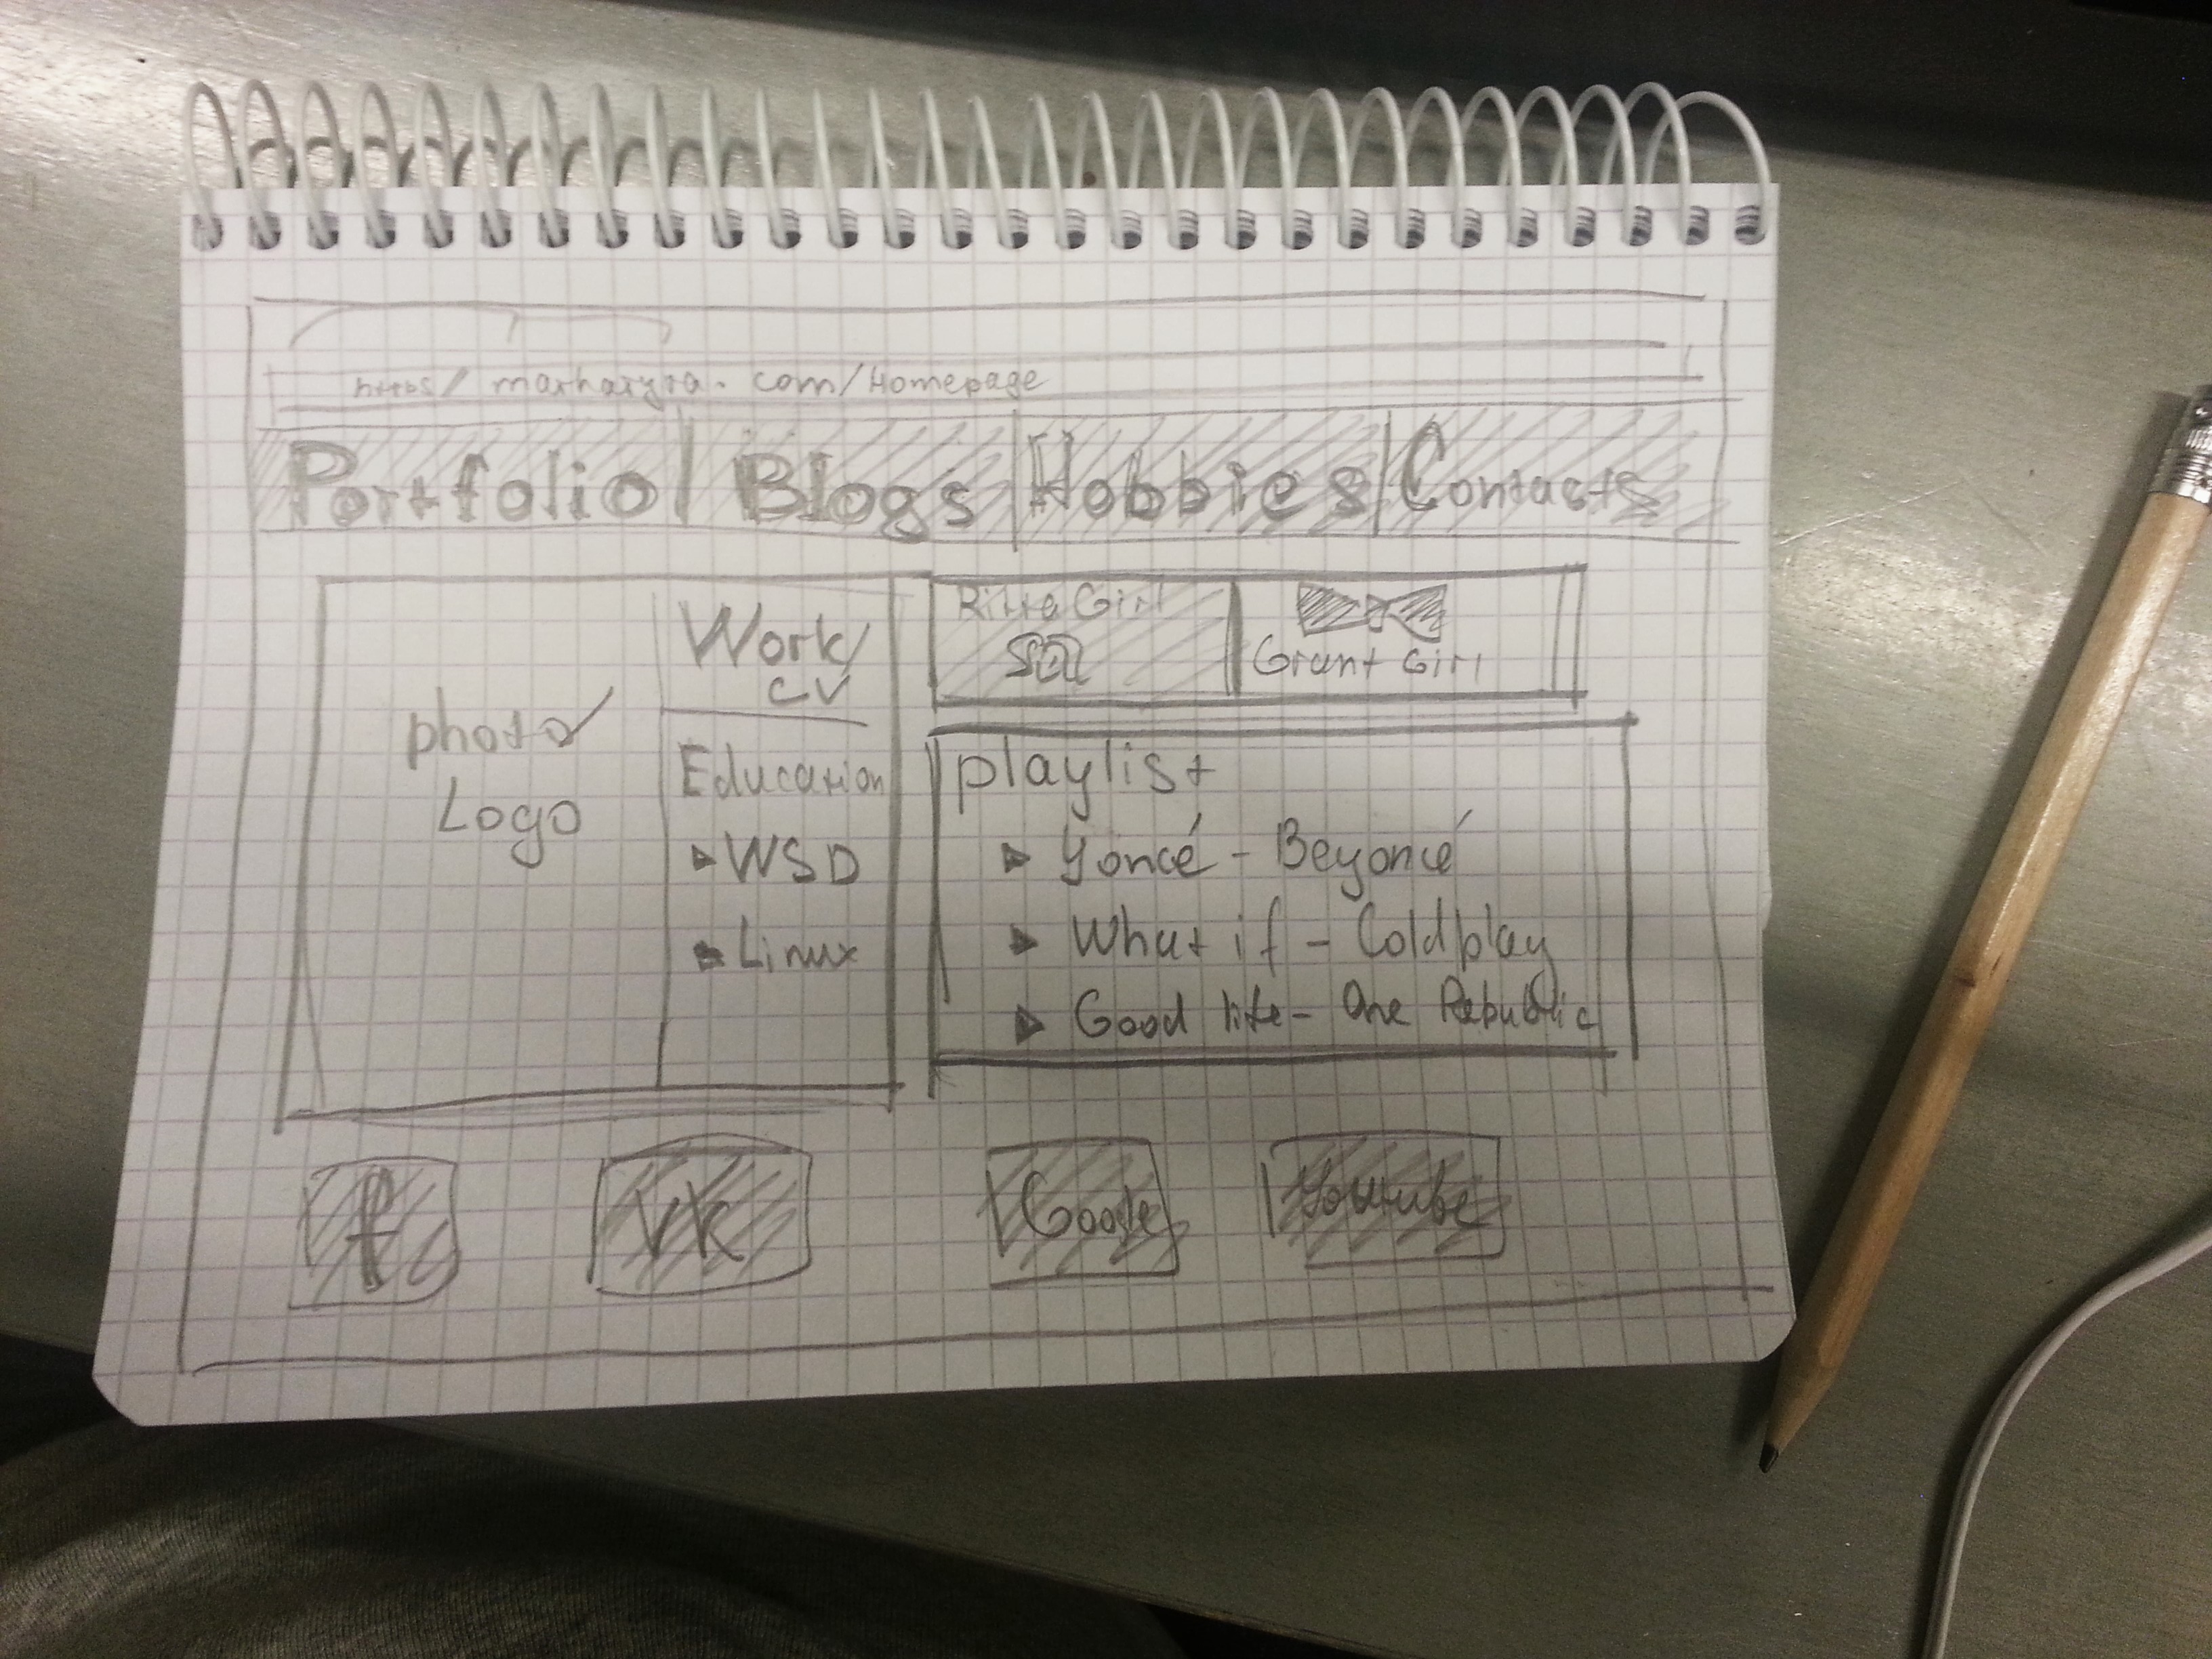 https/ marharyta.com/Homepage
Portfolio Blogs Hobbies Contacts
photo/
Logo
Work/
CV
Education
WSD
Linux
Girl
Grant Girl
playlist
Yoncé - Beyoncé
What if - Coldplay
Good life - One Republic
f
VK
Google
Youtube